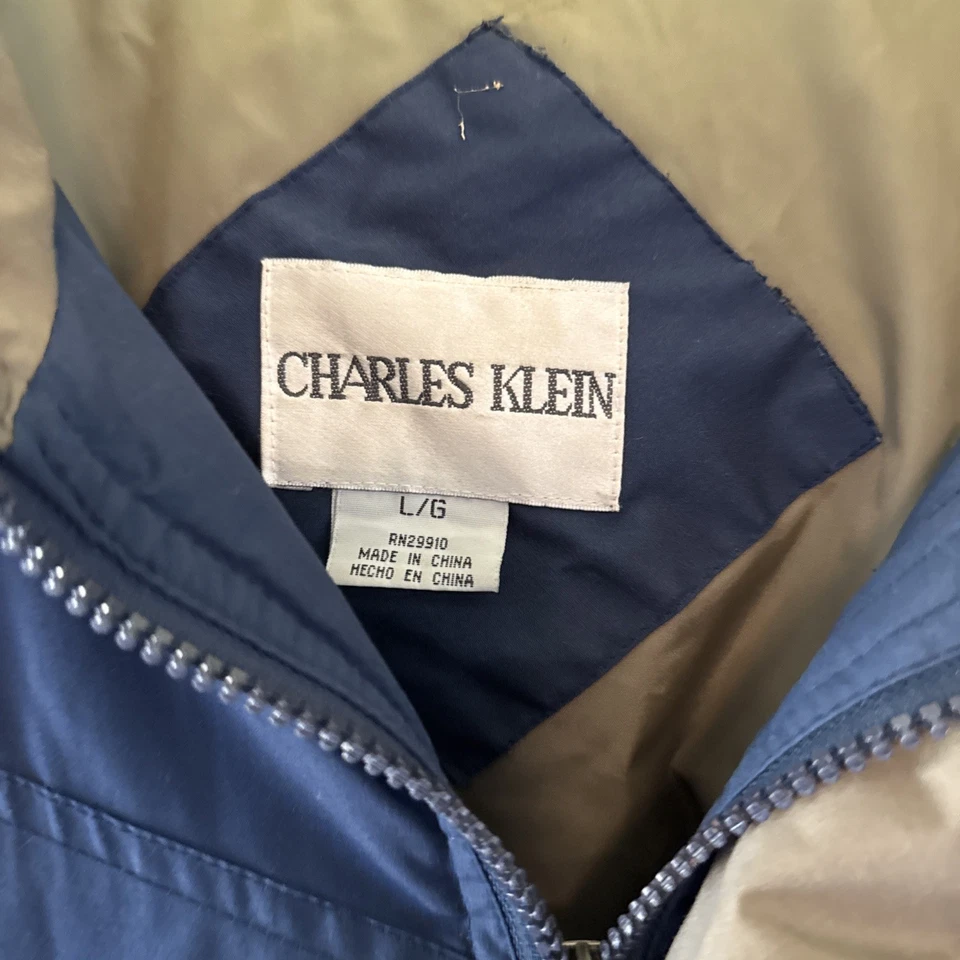 CHARLES KLEIN
L/G
RN29910
MADE IN CHINA
HECHO EN CHINA